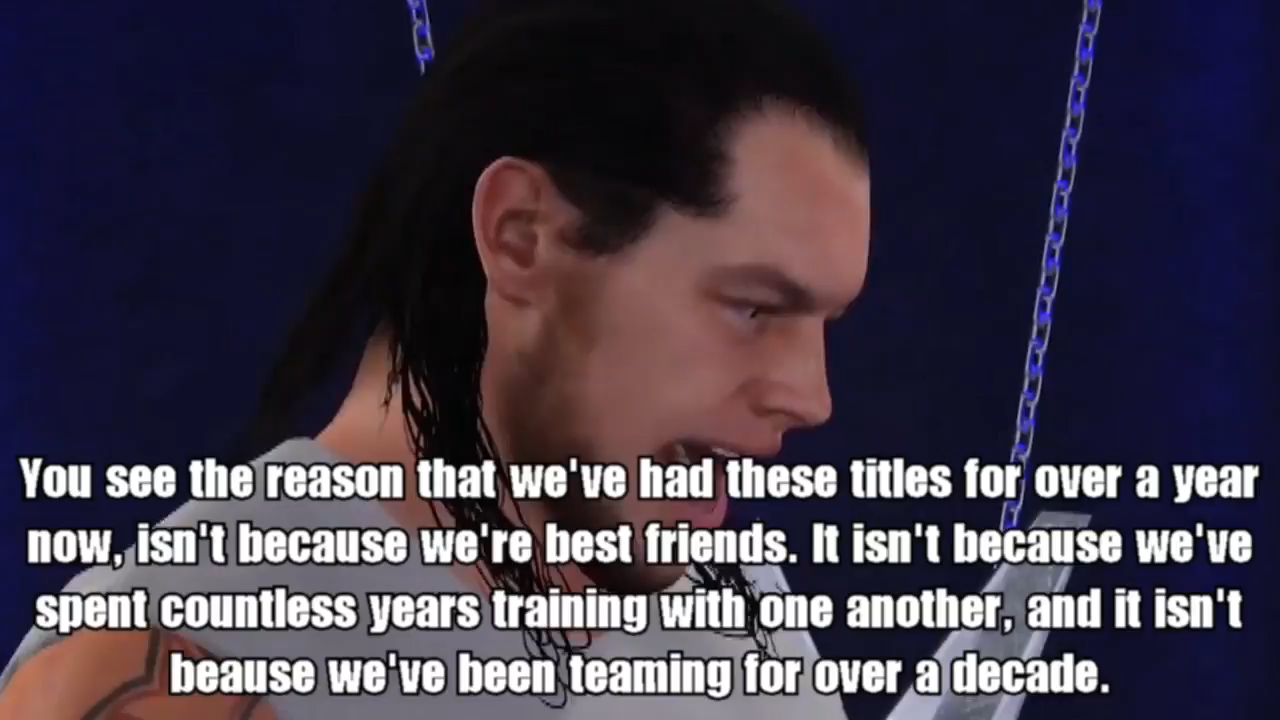 You see the reason that we've had these titles for over a year
now, isn't because we're best friends. It isn't because we've
spent countless years training with one another, and it isn't
beause we've been teaming for over a decade.